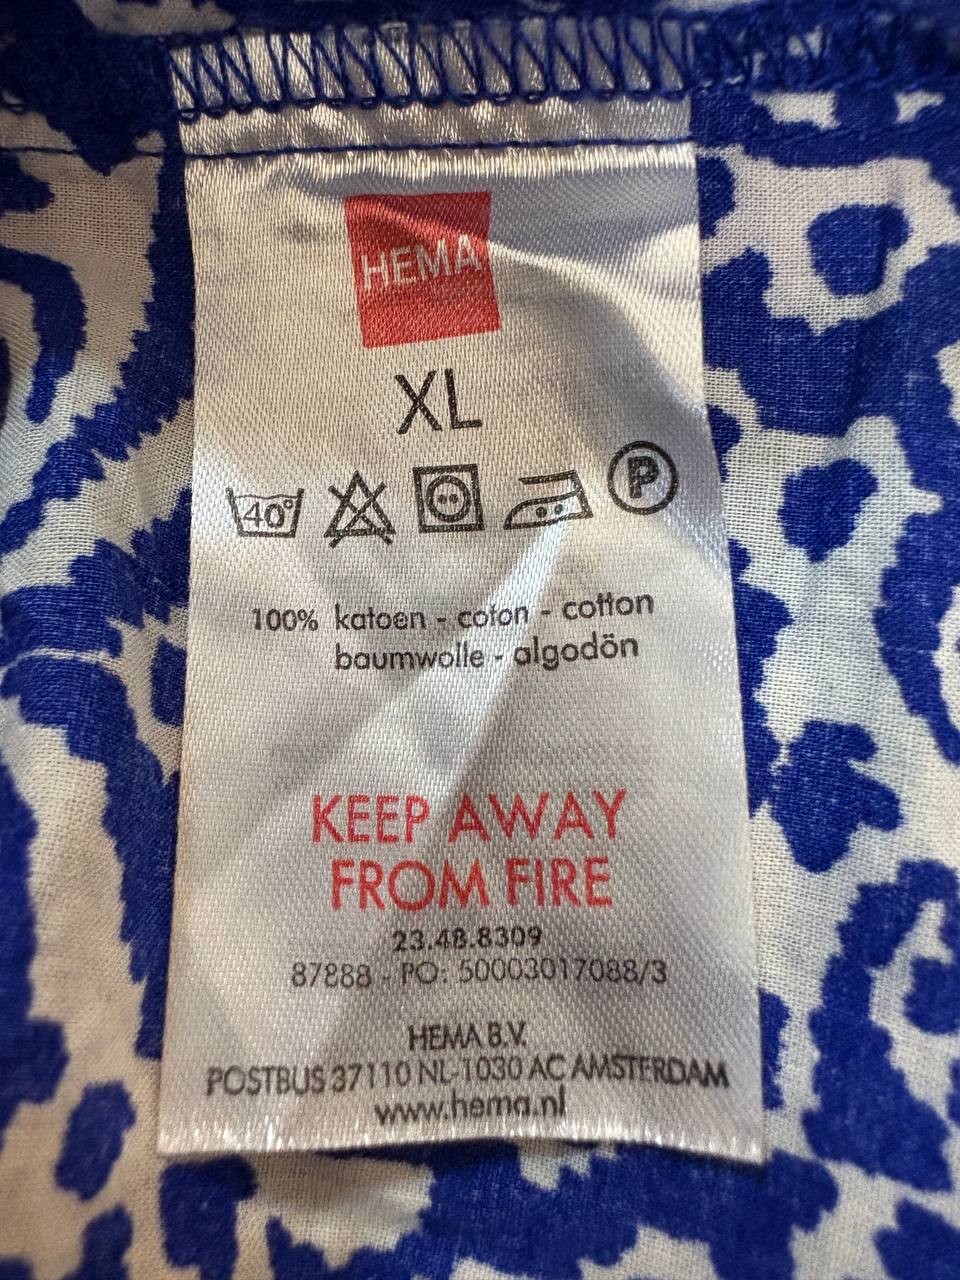 HEMA
XL
40° P
100% katoen - coton - cotton
baumwolle - algodön
KEEP AWAY
FROM FIRE
23.48.8309
87888 - PO: 50003017088/3
HEMA B.V.
POSTBUS 37110 NL-1030 AC AMSTERDAM
www.hema.nl